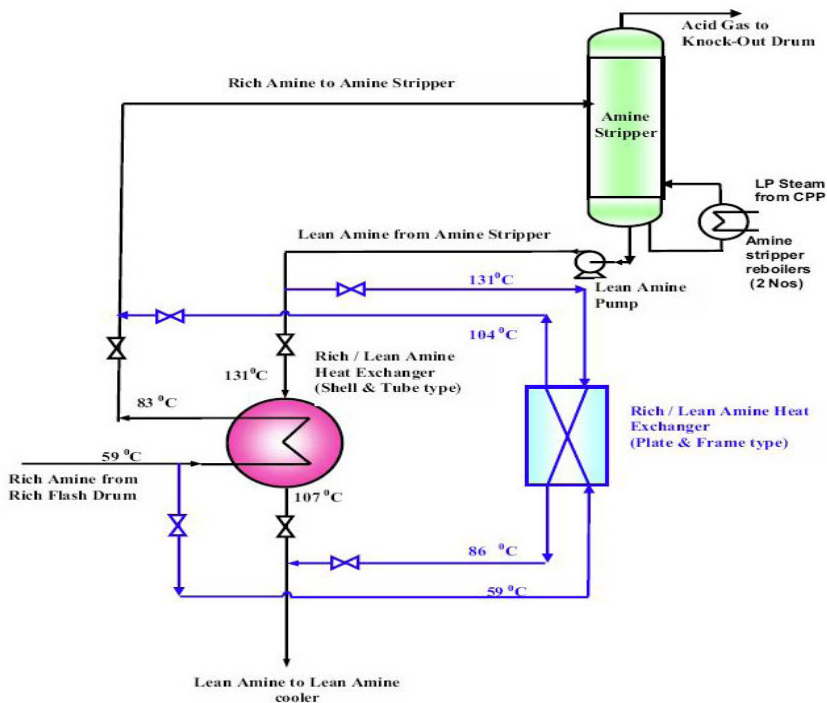 Acid Gas to
Knock-Out Drum
Rich Amine to Amine Stripper
Amine
Stripper
LP Steam
from CPP
Amine
stripper
reboilers
(2 Nos)
Lean Amine from Amine Stripper
Lean Amine
Pump
131⁰C
104⁰C
Rich / Lean Amine
Heat Exchanger
(Shell & Tube type)
131⁰C
83 ⁰C
Rich / Lean Amine Heat
Exchanger
(Plate & Frame type)
59 ⁰C
Rich Amine from
Rich Flash Drum
107 ⁰C
86 ⁰C
59⁰C
Lean Amine to Lean Amine
cooler